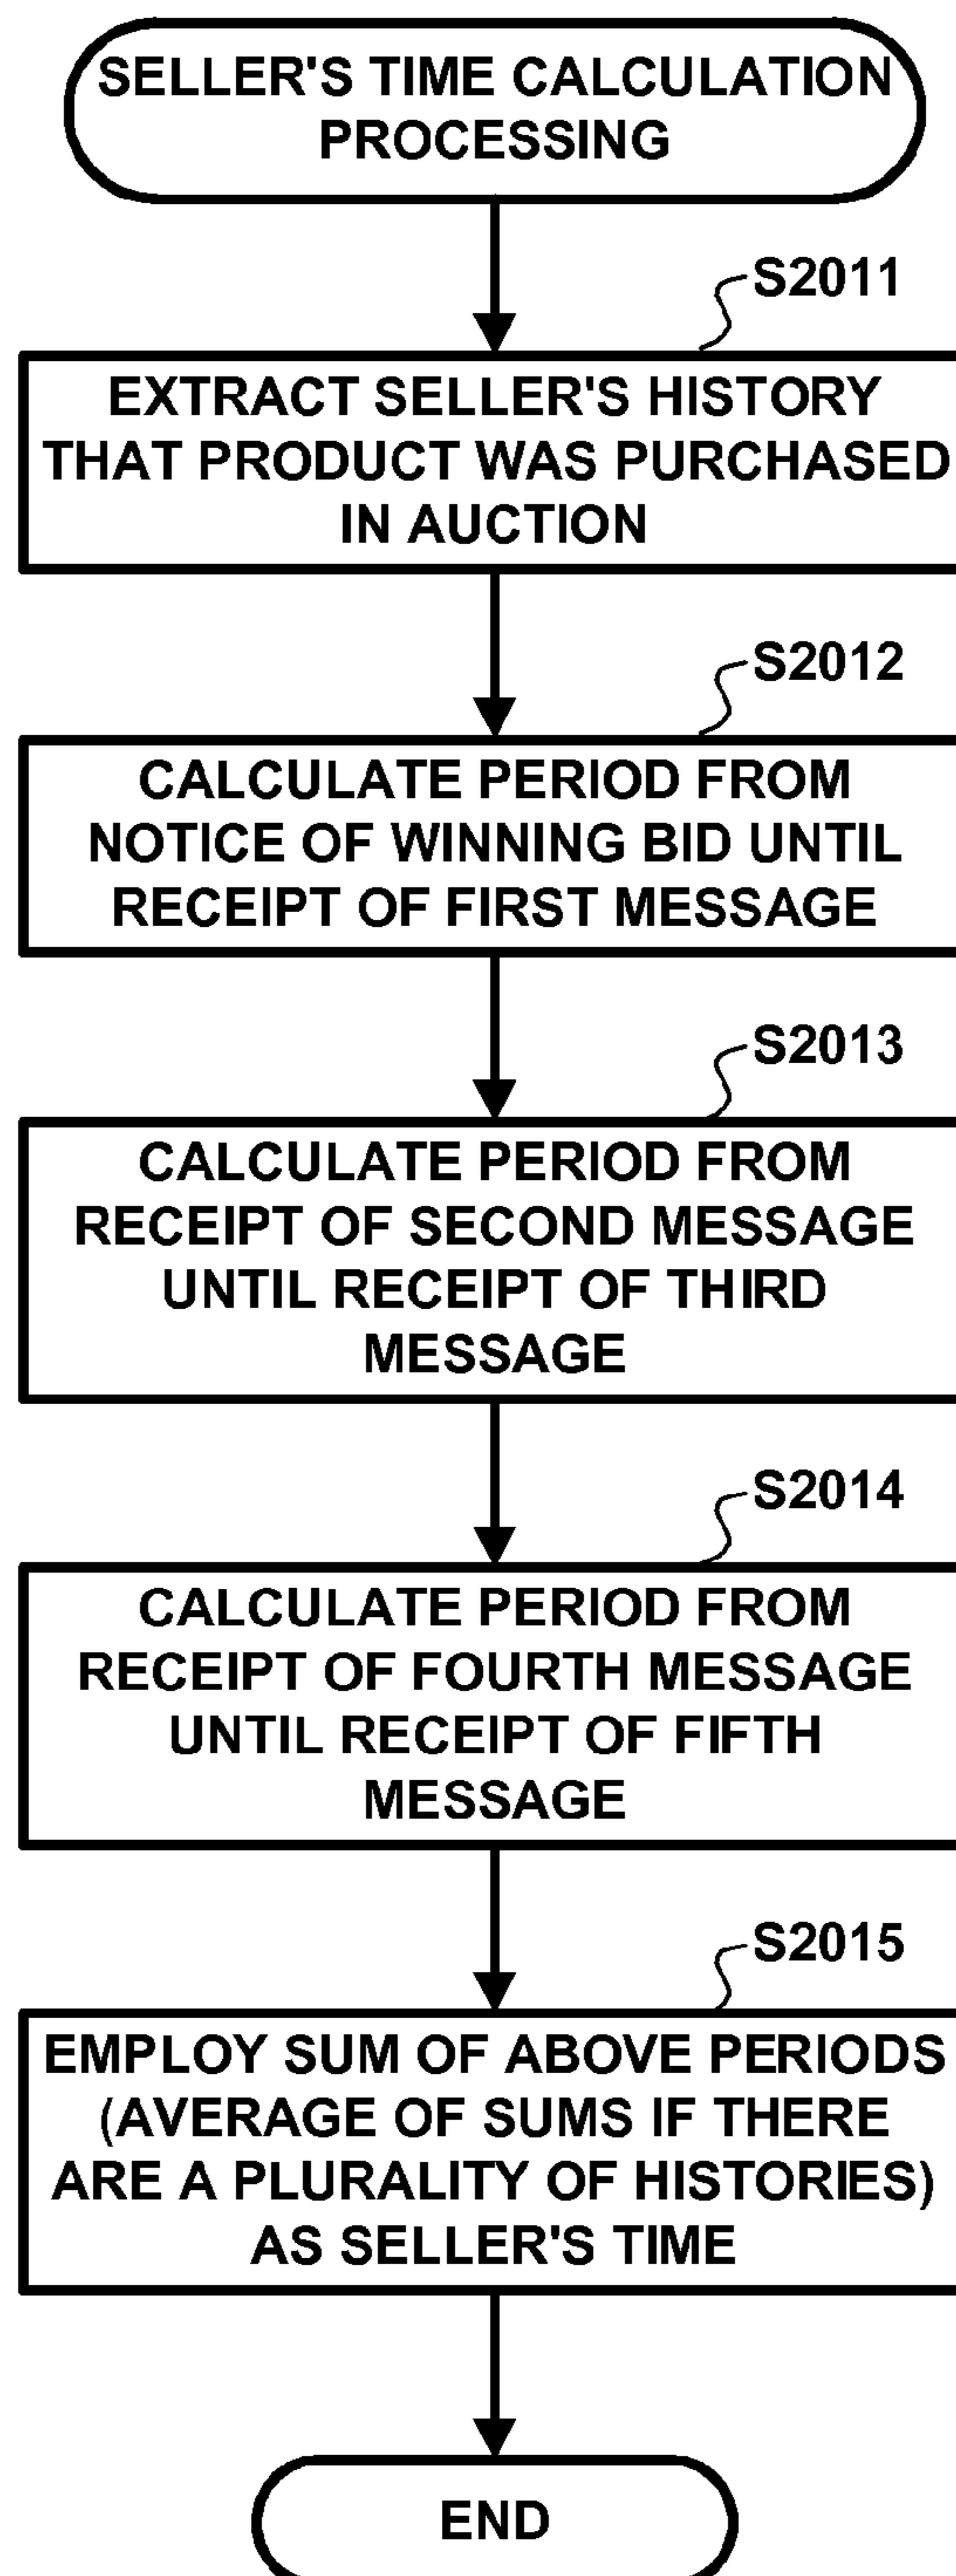 SELLER'S TIME CALCULATION
PROCESSING
S2011
EXTRACT SELLER'S HISTORY
THAT PRODUCT WAS PURCHASED
IN AUCTION
S2012
CALCULATE PERIOD FROM
NOTICE OF WINNING BID UNTIL
RECEIPT OF FIRST MESSAGE
S2013
CALCULATE PERIOD FROM
RECEIPT OF SECOND MESSAGE
UNTIL RECEIPT OF THIRD
MESSAGE
S2014
CALCULATE PERIOD FROM
RECEIPT OF FOURTH MESSAGE
UNTIL RECEIPT OF FIFTH
MESSAGE
S2015
EMPLOY SUM OF ABOVE PERIODS
(AVERAGE OF SUMS IF THERE
ARE A PLURALITY OF HISTORIES)
AS SELLER'S TIME
END